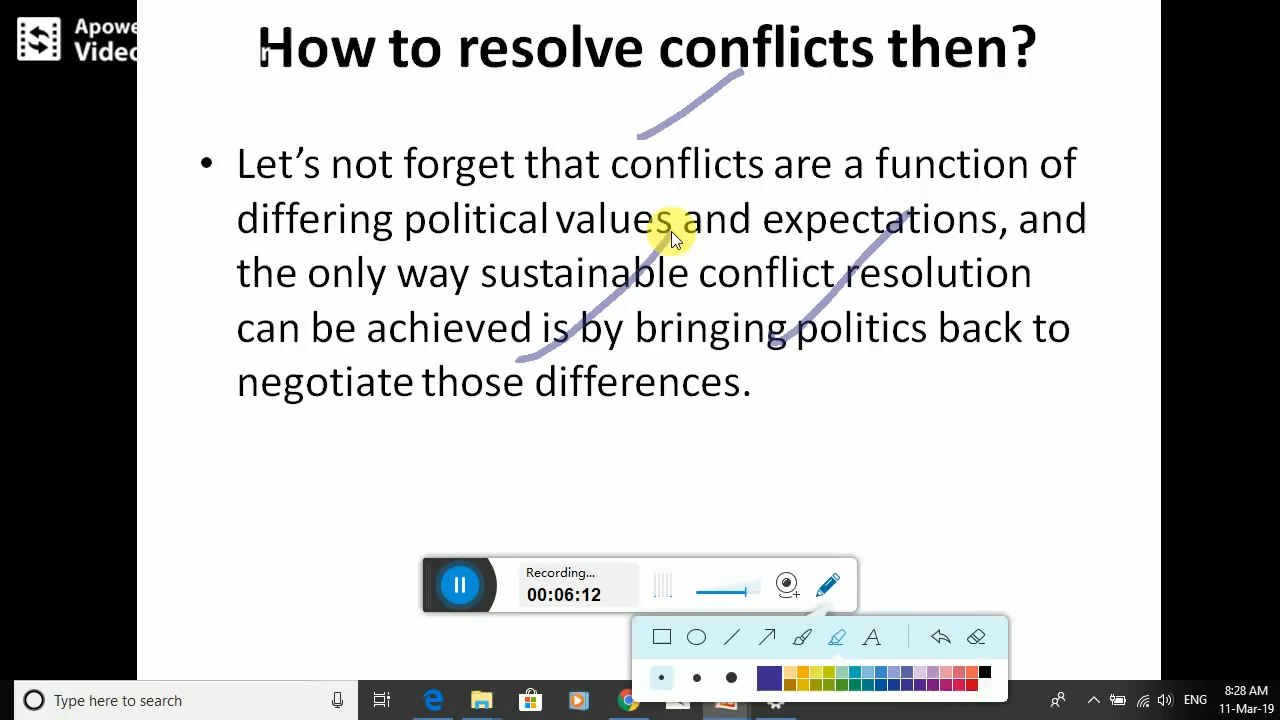 Apowe
Video
How to resolve conflicts then?
• Let's not forget that conflicts are a function of
differing political values and expectations, and
the only way sustainable conflict resolution
can be achieved is by bringing politics back to
negotiate those differences.
Recording...
00:06:12
A
Type here to search
ENG
8:28 AM
11-Mar-19